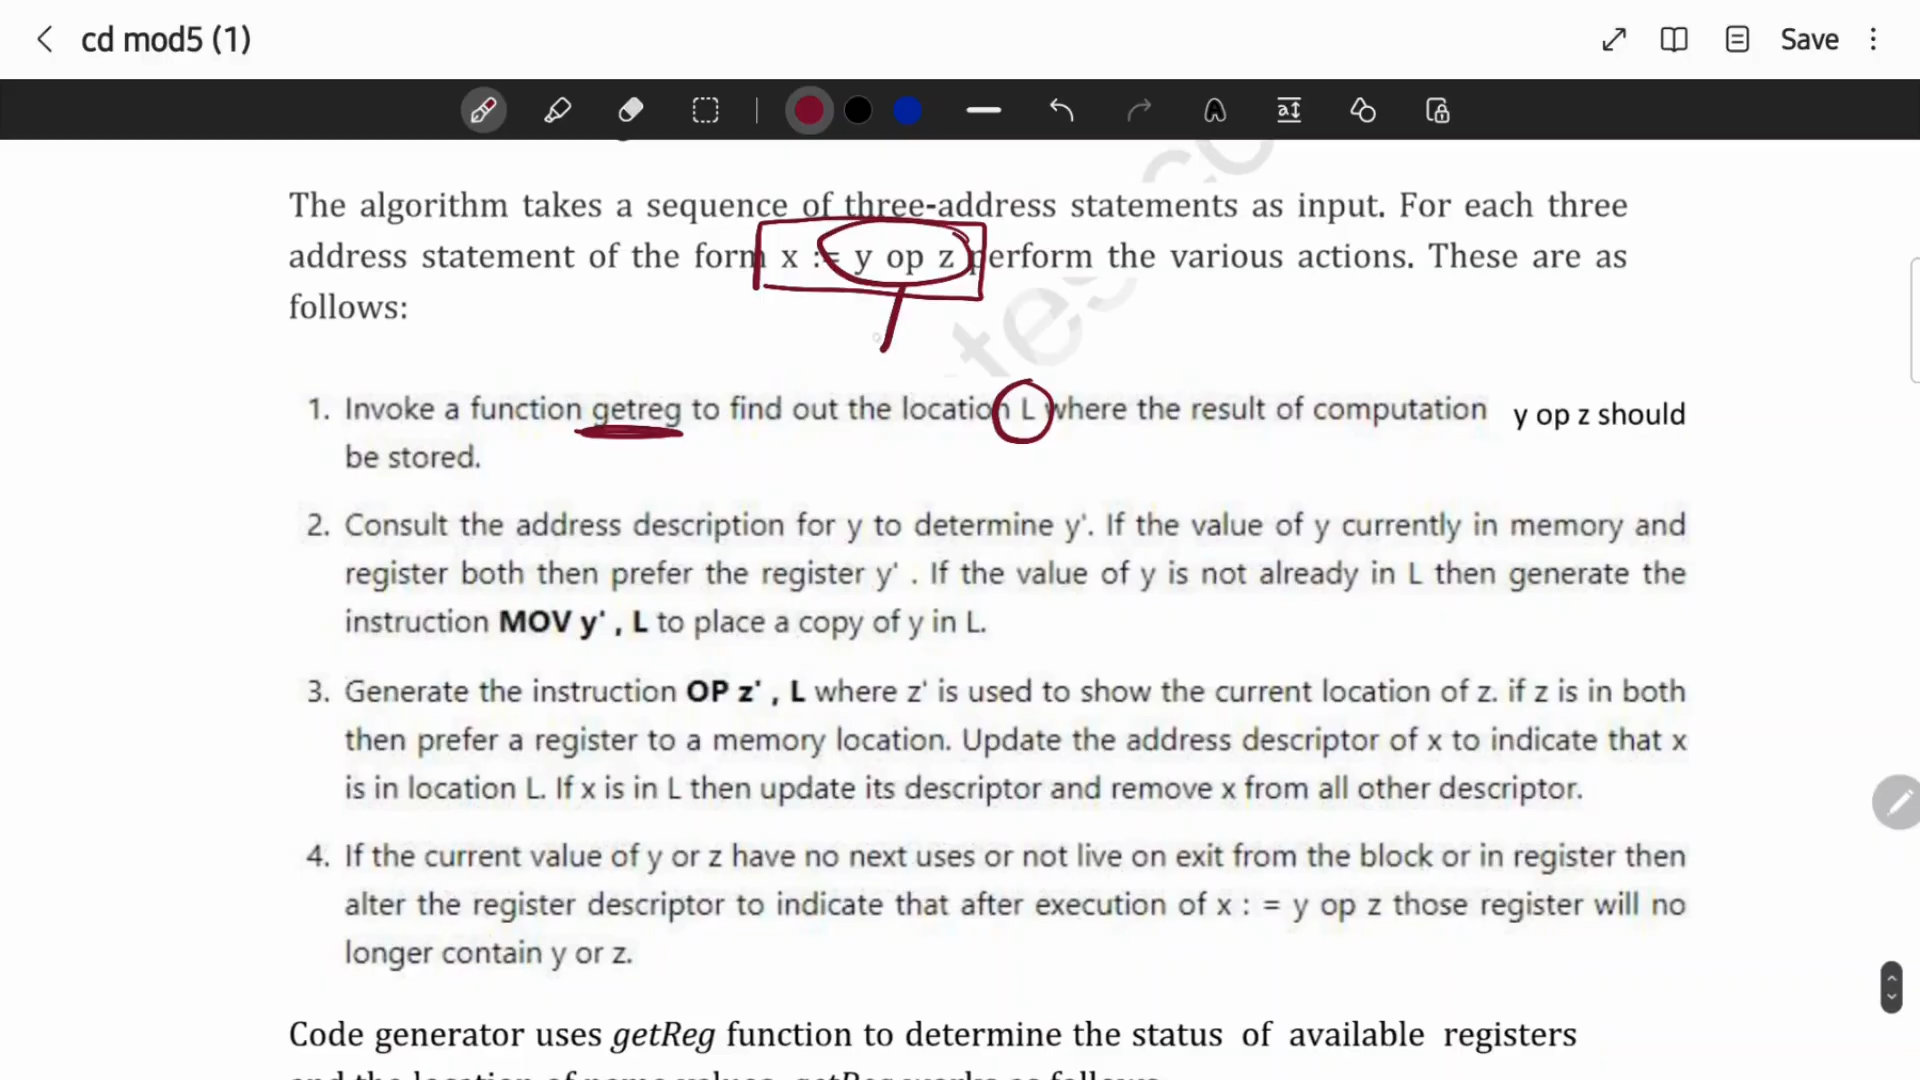 cd mod5 (1)
Save
The algorithm takes a sequence of three-address statements as input. For each three
address statement of the form x := y op z perform the various actions. These are as
follows:
1. Invoke a function getreg to find out the location L where the result of computation y op z should
be stored.
2. Consult the address description for y to determine y'. If the value of y currently in memory and
register both then prefer the register y' . If the value of y is not already in L then generate the
instruction MOV y' , L to place a copy of y in L.
3. Generate the instruction OP z' , L where z' is used to show the current location of z. if z is in both
then prefer a register to a memory location. Update the address descriptor of x to indicate that x
is in location L. If x is in L then update its descriptor and remove x from all other descriptor.
4. If the current value of y or z have no next uses or not live on exit from the block or in register then
alter the register descriptor to indicate that after execution of x : = y op z those register will no
longer contain y or z.
Code generator uses getReg function to determine the status of available registers
and the location of name values. getReg works as follows